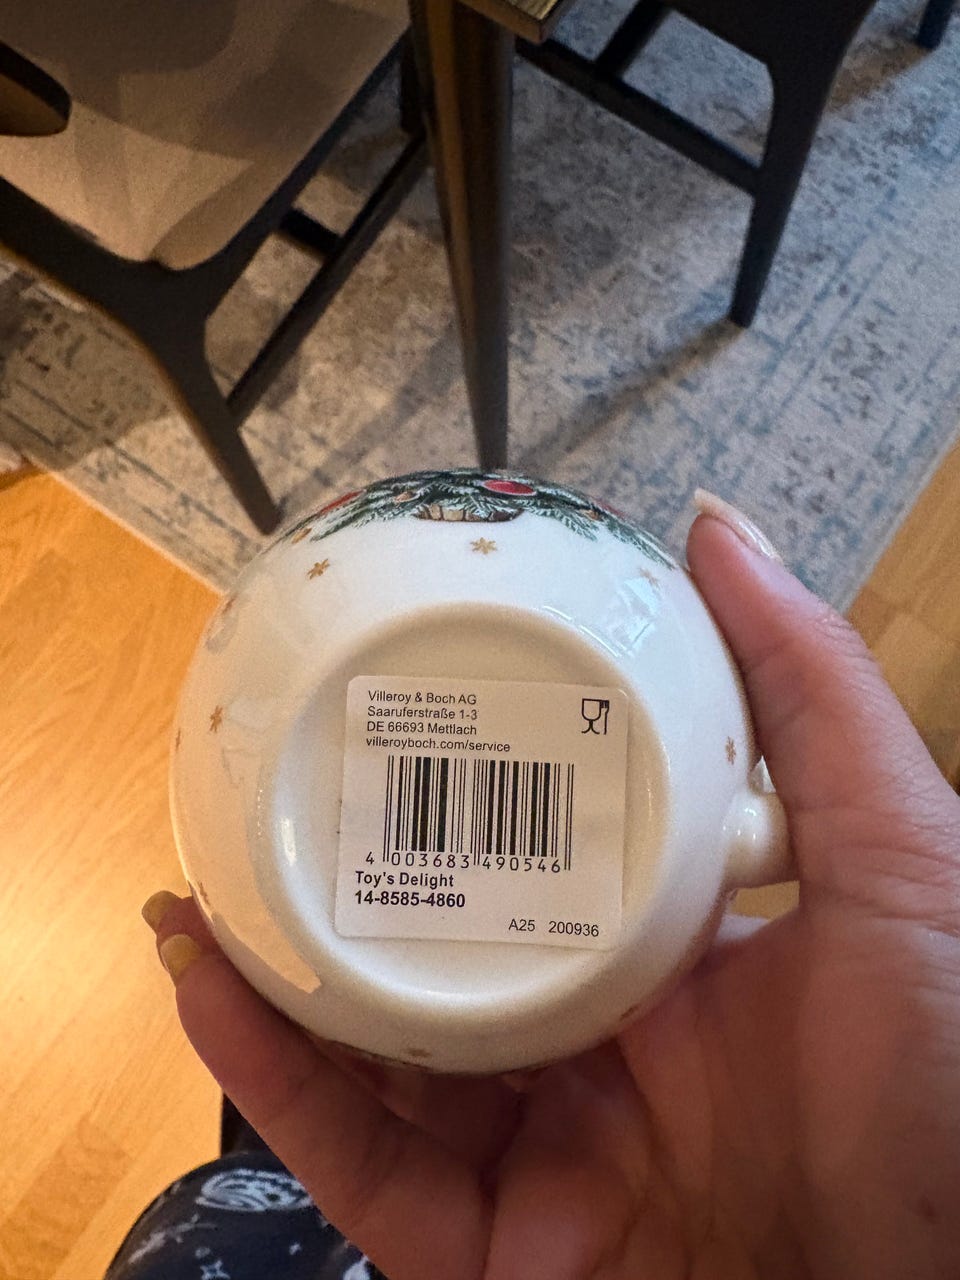 Villeroy & Boch AG
Saaruferstraße 1-3
DE 66693 Mettlach
villeroyboch.com/service
4 003683 490546
Toy's Delight
14-8585-4860
A25 200936